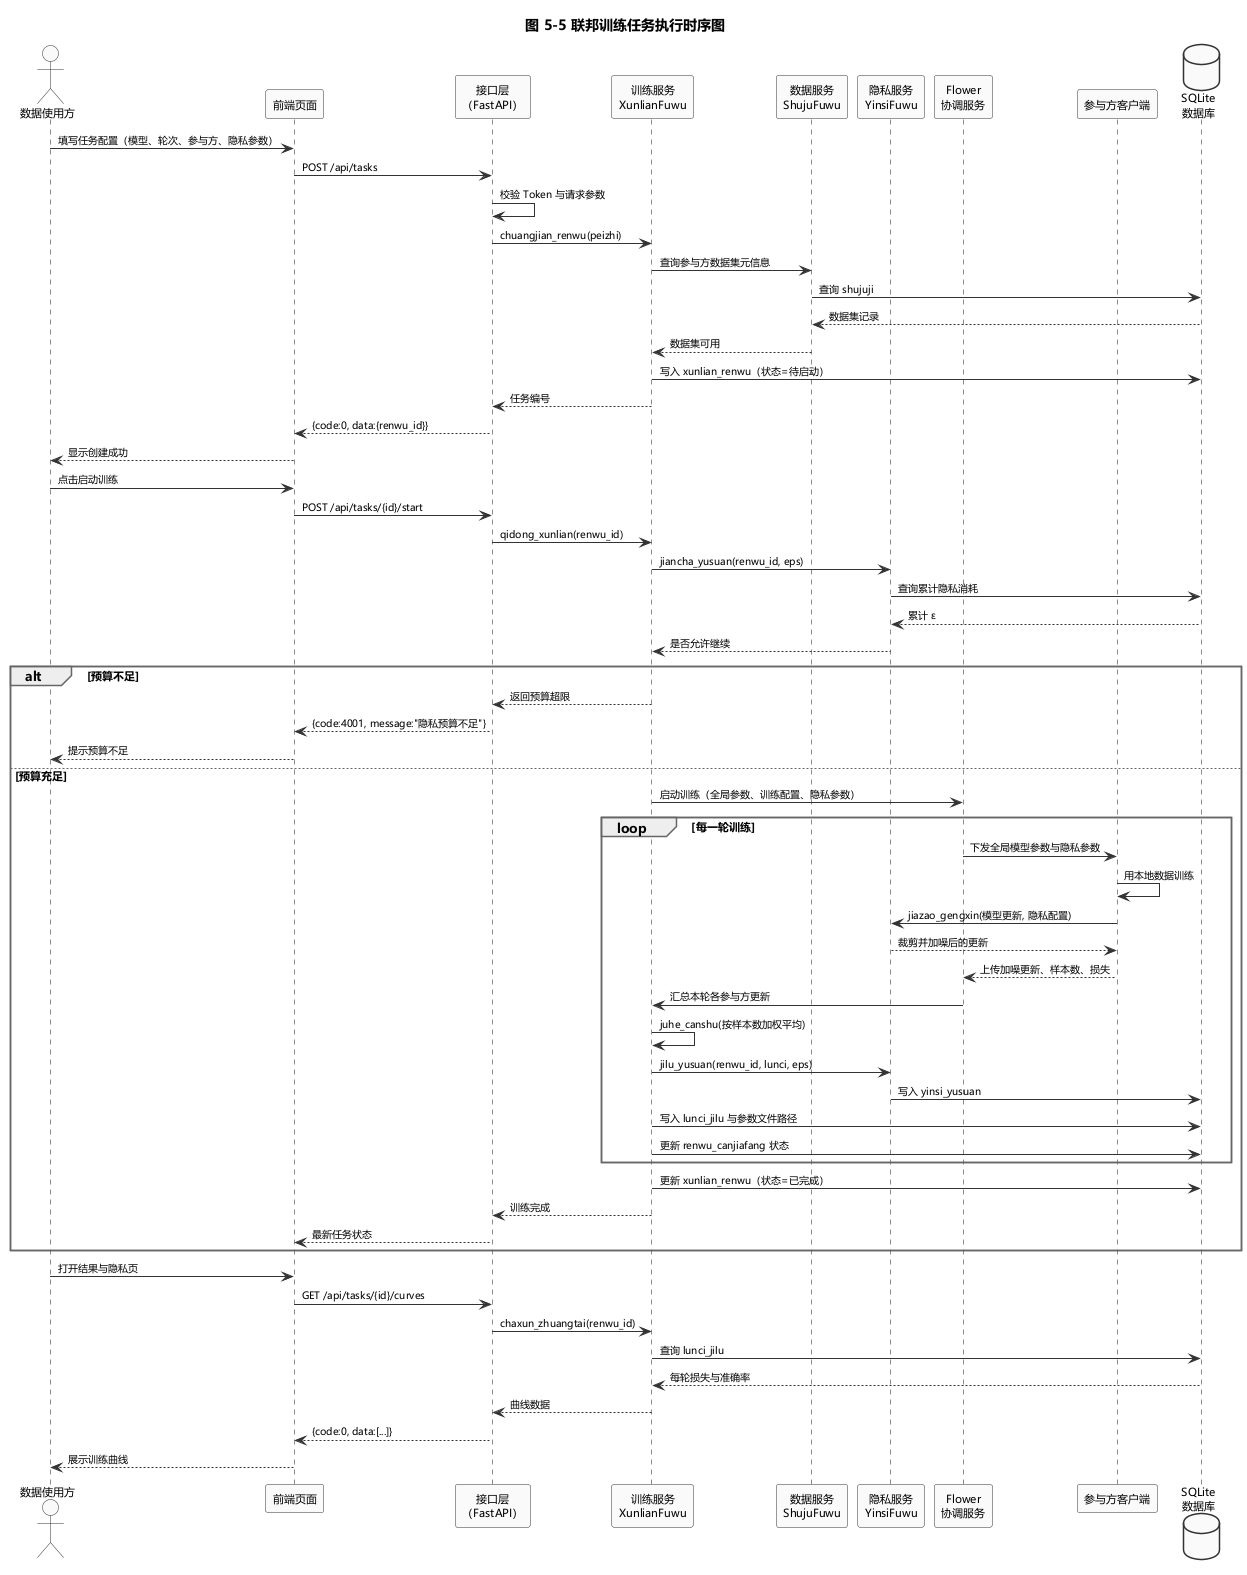 图 5-5 联邦训练任务执行时序图
数据使用方
前端页面
接口层
(FastAPI)
训练服务
XunlianFuwu
数据服务
ShujuFuwu
隐私服务
YinsiFuwu
Flower
协调服务
参与方客户端
SQLite
数据库
填写任务配置（模型、轮次、参与方、隐私参数）
POST /api/tasks
校验 Token 与请求参数
chuangjian_renwu(peizhi)
查询参与方数据集元信息
查询 shujuji
数据集记录
数据集可用
写入 xunlian_renwu（状态=待启动）
任务编号
{code:0, data:{renwu_id}}
显示创建成功
点击启动训练
POST /api/tasks/{id}/start
qidong_xunlian(renwu_id)
jiancha_yusuan(renwu_id, eps)
查询累计隐私消耗
累计 ε
是否允许继续
alt [预算不足]
返回预算超限
{code:4001, message:"隐私预算不足"}
提示预算不足
[预算充足]
启动训练（全局参数、训练配置、隐私参数）
loop [每一轮训练]
下发全局模型参数与隐私参数
用本地数据训练
jiazao_gengxin(模型更新, 隐私配置)
裁剪并加噪后的更新
上传加噪更新、样本数、损失
汇总本轮各参与方更新
juhe_canshu(按样本数加权平均)
jilu_yusuan(renwu_id, lunci, eps)
写入 yinsi_yusuan
写入 lunci_jilu 与参数文件路径
更新 renwu_canjiafang 状态
更新 xunlian_renwu（状态=已完成）
训练完成
最新任务状态
打开结果与隐私页
GET /api/tasks/{id}/curves
chaxun_zhuangtai(renwu_id)
查询 lunci_jilu
每轮损失与准确率
曲线数据
{code:0, data:[...]}
展示训练曲线
数据使用方
前端页面
接口层
(FastAPI)
训练服务
XunlianFuwu
数据服务
ShujuFuwu
隐私服务
YinsiFuwu
Flower
协调服务
参与方客户端
SQLite
数据库